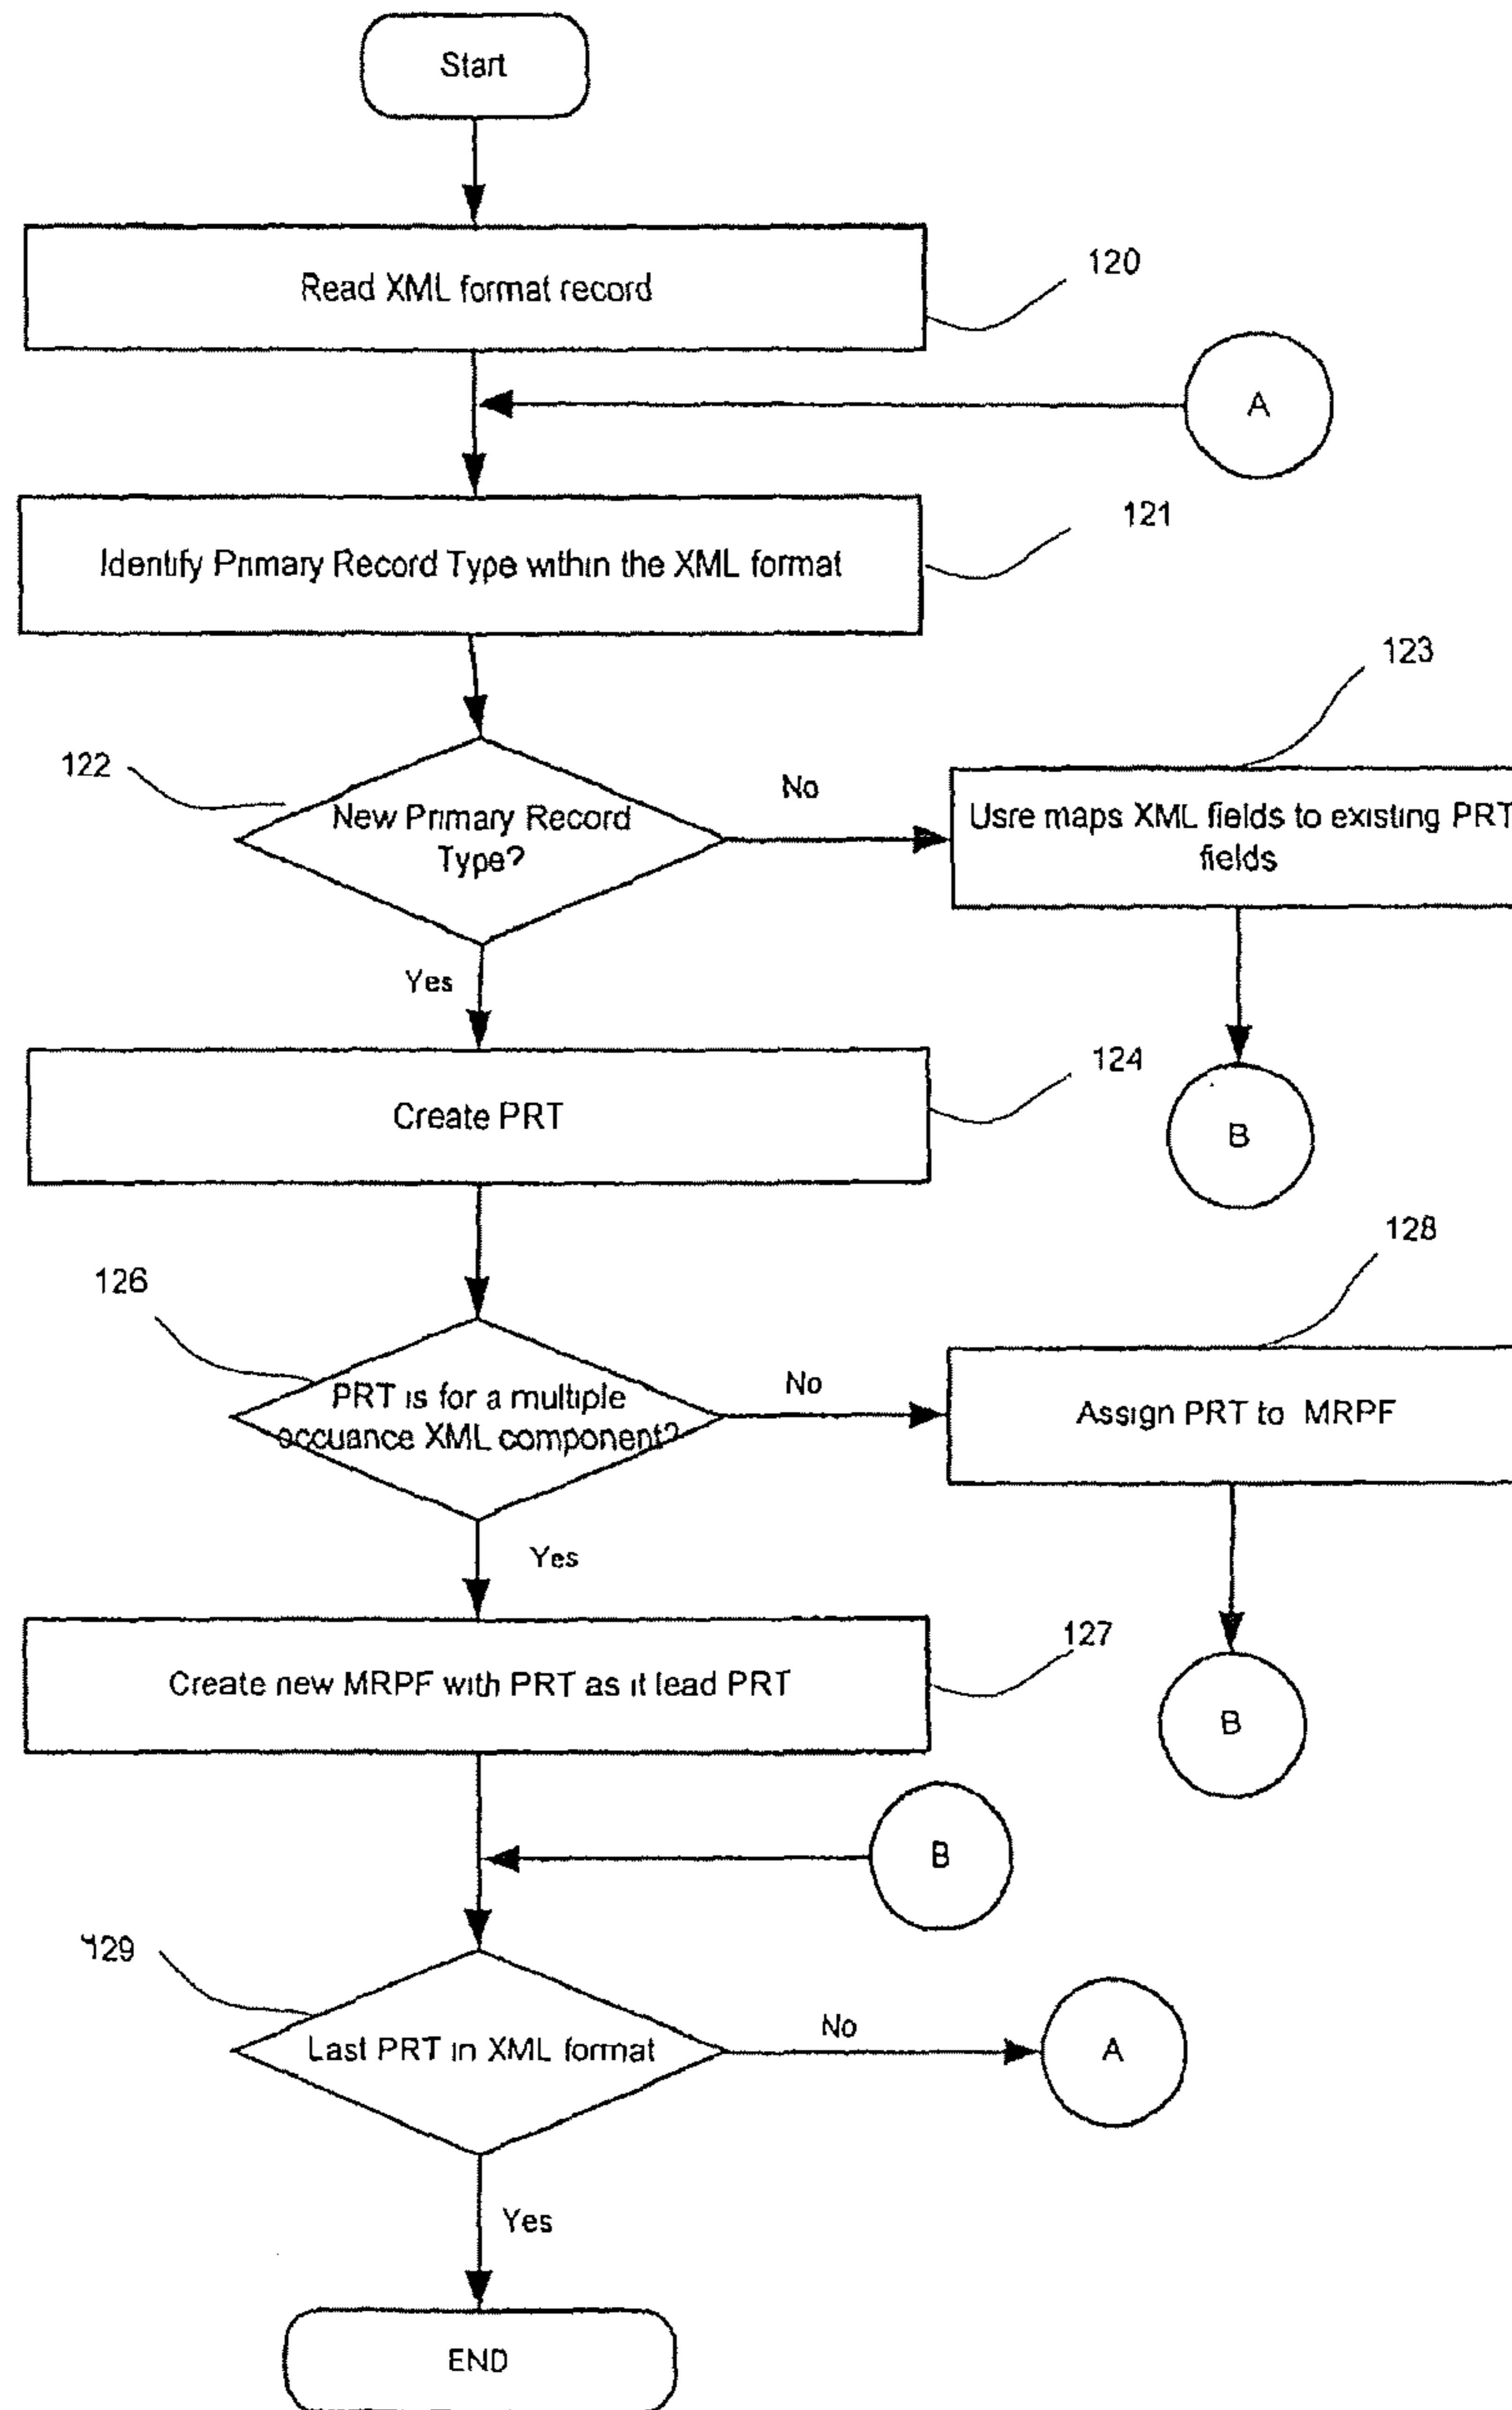 Start
Read XML format record
120
A
Identify Primary Record Type within the XML format
121
122
New Primary Record
Type?
No
123
Usre maps XML fields to existing PRT
fields
Yes
B
Create PRT
124
126
PRT is for a multiple
occuance XML component?
No
128
Assign PRT to MRPF
Yes
B
Create new MRPF with PRT as it lead PRT
127
B
129
Last PRT in XML format
No
A
Yes
END